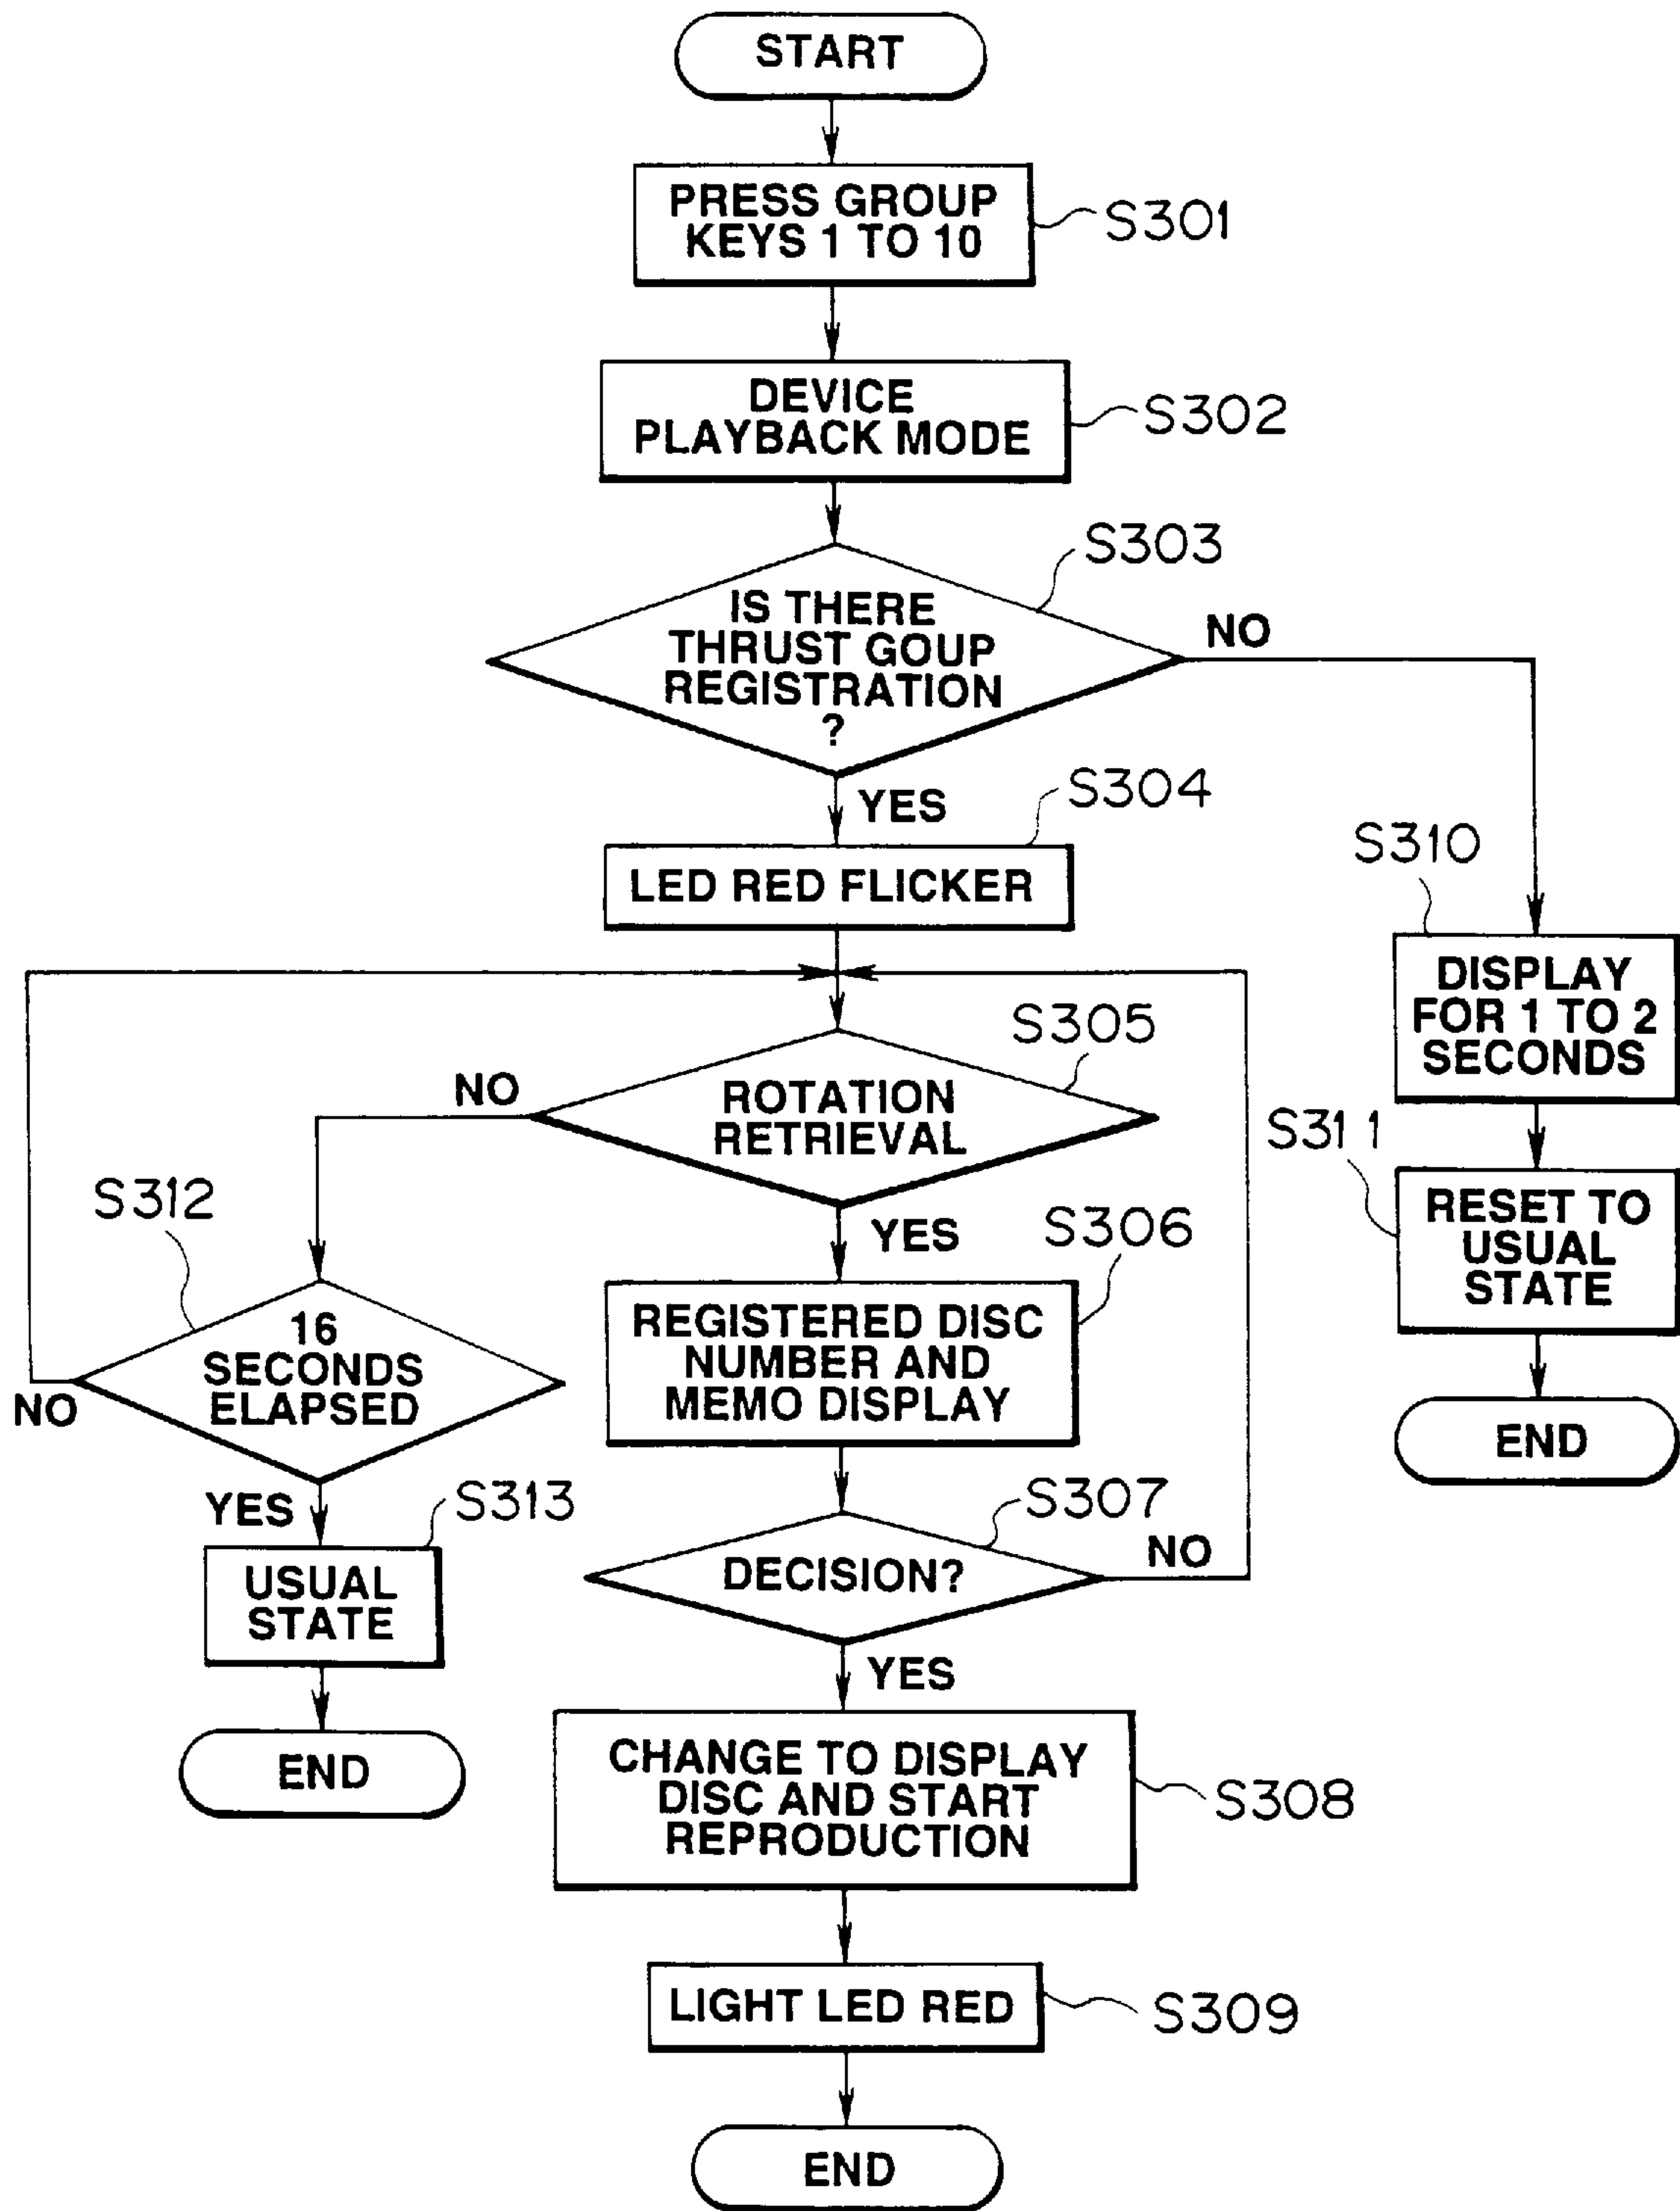 START
PRESS GROUP
KEYS 1 TO 10
S301
DEVICE
PLAYBACK MODE
S302
S303
IS THERE
THRUST GOUP
REGISTRATION
?
NO
YES
S304
LED RED FLICKER
S310
DISPLAY
FOR 1 TO 2
SECONDS
S311
RESET TO
USUAL
STATE
END
S305
ROTATION
RETRIEVAL
NO
YES
S312
16
SECONDS
ELAPSED
NO
YES
S313
USUAL
STATE
END
S306
REGISTERED DISC
NUMBER AND
MEMO DISPLAY
S307
DECISION?
NO
YES
CHANGE TO DISPLAY
DISC AND START
REPRODUCTION
S308
LIGHT LED RED
S309
END